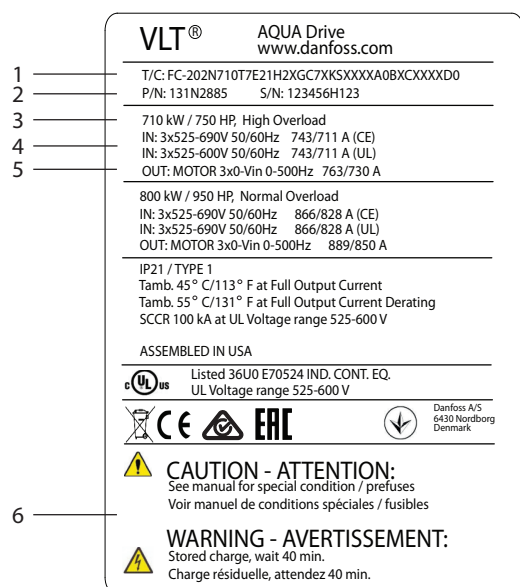 VLT® AQUA Drive
www.danfoss.com
1 T/C: FC-202N710T7E21H2XGC7XKSXXXXA0BXCXXXXD0
2 P/N: 131N2885 S/N: 123456H123
3 710 kW / 750 HP, High Overload
4 IN: 3x525-690V 50/60Hz 743/711 A (CE)
IN: 3x525-600V 50/60Hz 743/711 A (UL)
5 OUT: MOTOR 3x0-Vin 0-500Hz 763/730 A
800 kW / 950 HP, Normal Overload
IN: 3x525-690V 50/60Hz 866/828 A (CE)
IN: 3x525-690V 50/60Hz 866/828 A (UL)
OUT: MOTOR 3x0-Vin 0-500Hz 889/850 A
IP21 / TYPE 1
Tamb. 45° C/113° F at Full Output Current
Tamb. 55° C/131° F at Full Output Current Derating
SCCR 100 kA at UL Voltage range 525-600 V
ASSEMBLED IN USA
c UL us Listed 36U0 E70524 IND. CONT. EQ.
UL Voltage range 525-600 V
CE EAC
Danfoss A/S
6430 Nordborg
Denmark
CAUTION - ATTENTION:
See manual for special condition / prefuses
Voir manuel de conditions spéciales / fusibles
6
WARNING - AVERTISSEMENT:
Stored charge, wait 40 min.
Charge résiduelle, attendez 40 min.